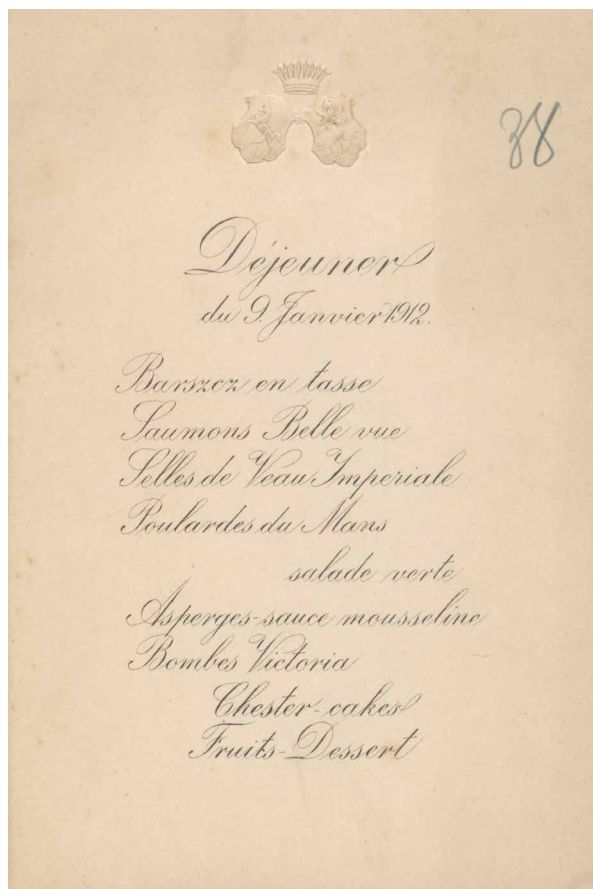 38
Déjeuner
du 9. Janvier 1912.
Barszcz en tasse
Saumons Belle vue
Selles de Veau Imperiale
Poulardes du Mans
salade verte
Asperges-sauce mousseline
Bombes Victoria
Chester-cakes
Fruits-Dessert